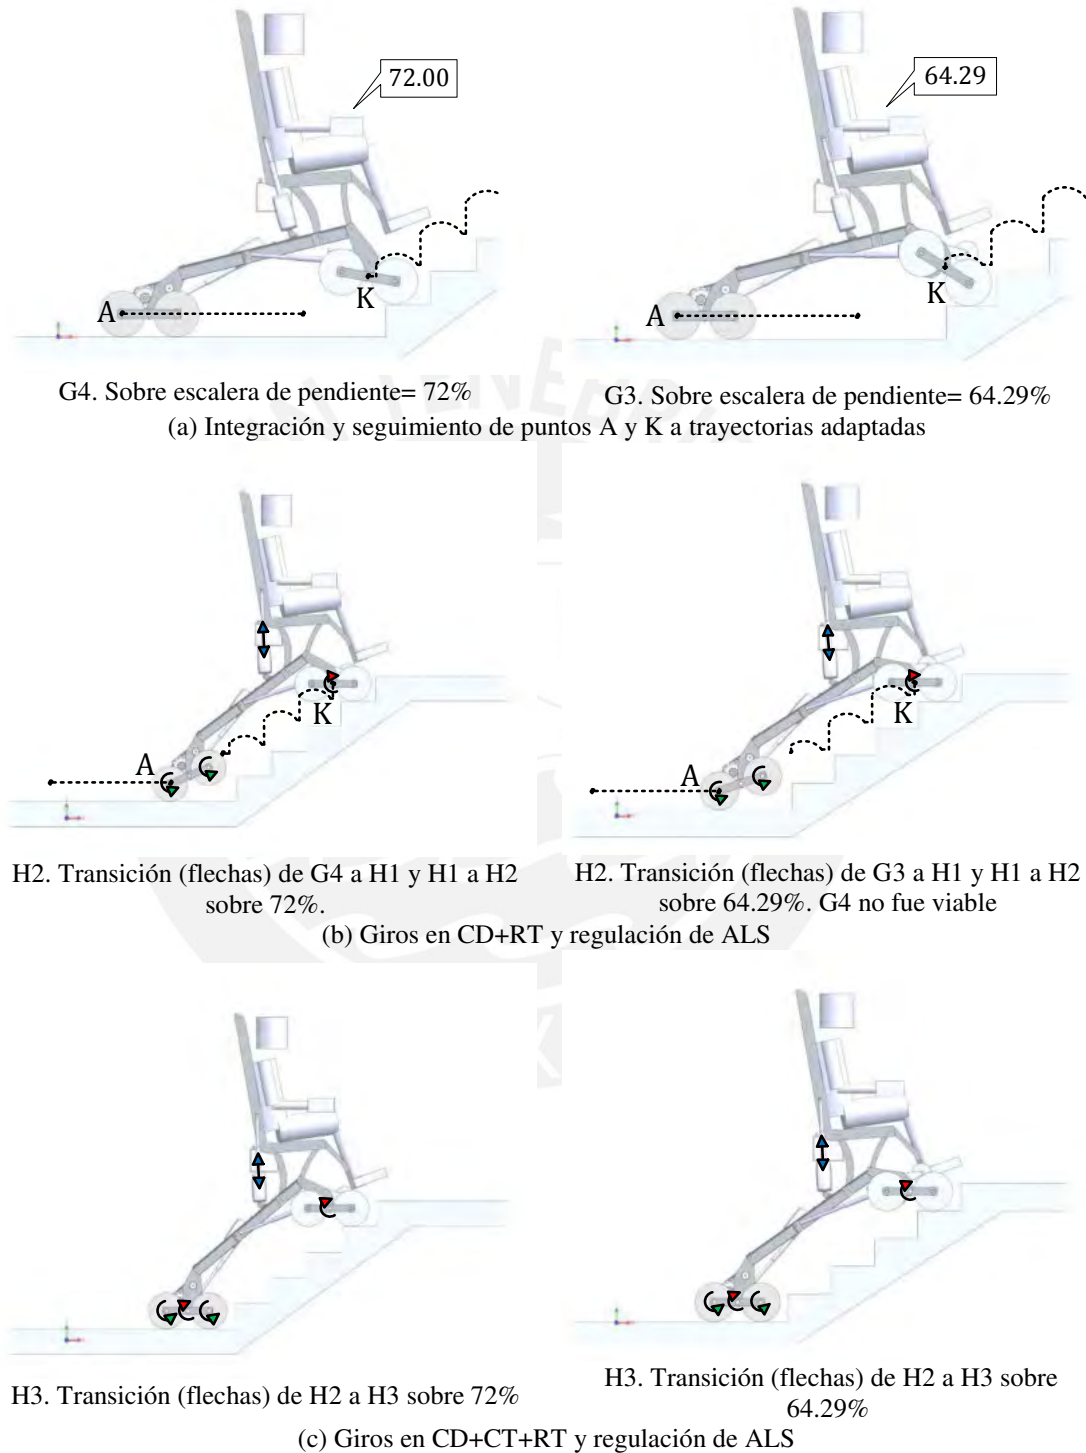 72.00
64.29
A
K
A
K
G4. Sobre escalera de pendiente= 72%
G3. Sobre escalera de pendiente= 64.29%
(a) Integración y seguimiento de puntos A y K a trayectorias adaptadas
A
K
A
K
H2. Transición (flechas) de G4 a H1 y H1 a H2
sobre 72%.
H2. Transición (flechas) de G3 a H1 y H1 a H2
sobre 64.29%. G4 no fue viable
(b) Giros en CD+RT y regulación de ALS
H3. Transición (flechas) de H2 a H3 sobre 72%
H3. Transición (flechas) de H2 a H3 sobre
64.29%
(c) Giros en CD+CT+RT y regulación de ALS